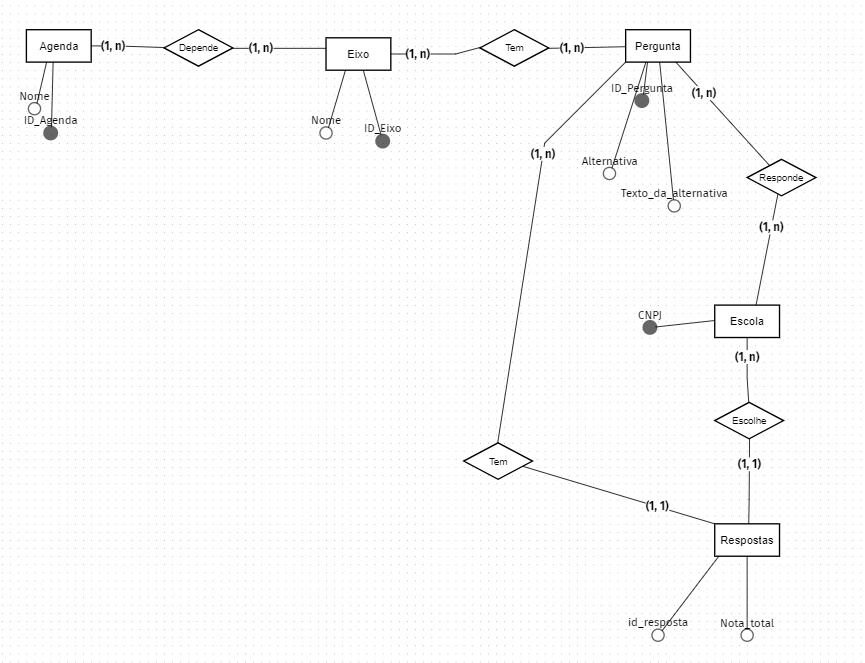 Agenda
(1, n)
Depende
(1, n)
Eixo
(1, n)
Tem
(1, n)
Pergunta
Nome
ID_Agenda
Nome
ID_Eixo
ID_Pergunta
(1, n)
(1, n)
Alternativa
Texto_da_alternativa
Responde
(1, n)
CNPJ
Escola
(1, n)
Escolhe
Tem
(1, 1)
(1, 1)
Respostas
id_resposta
Nota_total